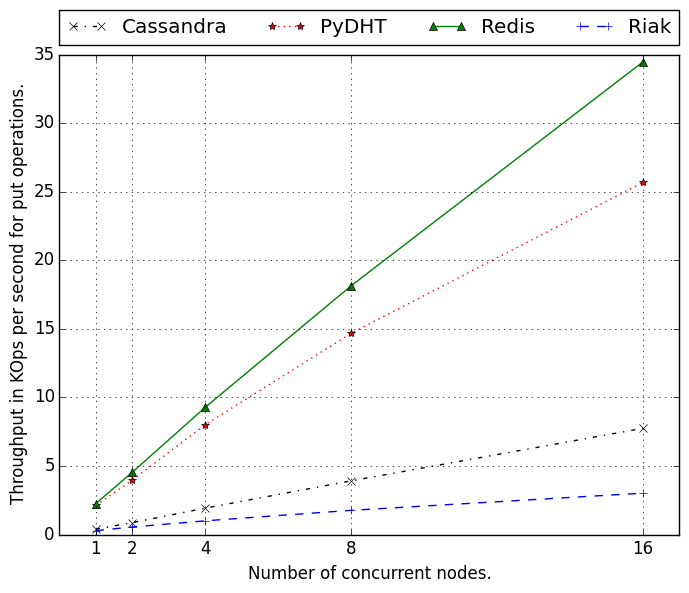 Cassandra PyDHT Redis Riak
35
30
25
20
15
10
5
0
Throughput in KOps per second for put operations.
1 2 4 8 16
Number of concurrent nodes.